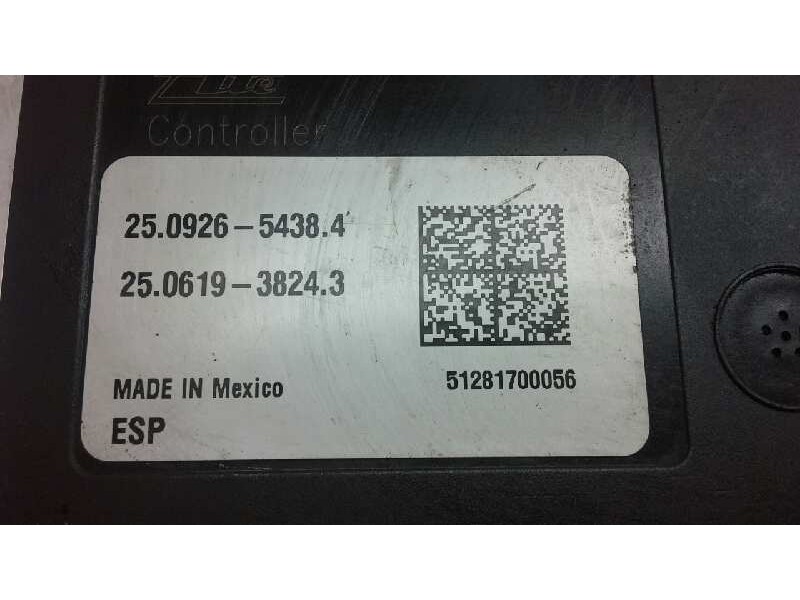 Controller
25.0926-5438.4
25.0619-3824.3
MADE IN Mexico
51281700056
ESP